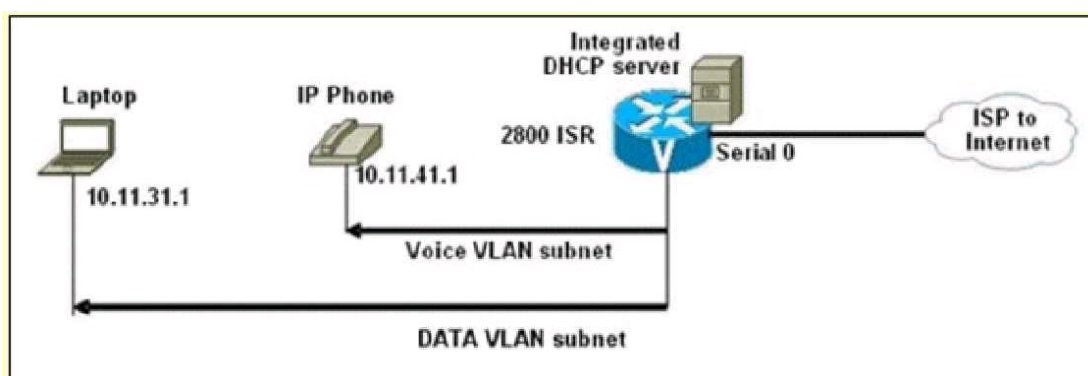 Integrated
DHCP server
Laptop
IP Phone
2800 ISR
ISP to
Internet
Serial 0
10.11.31.1
10.11.41.1
V
Voice VLAN subnet
DATA VLAN subnet